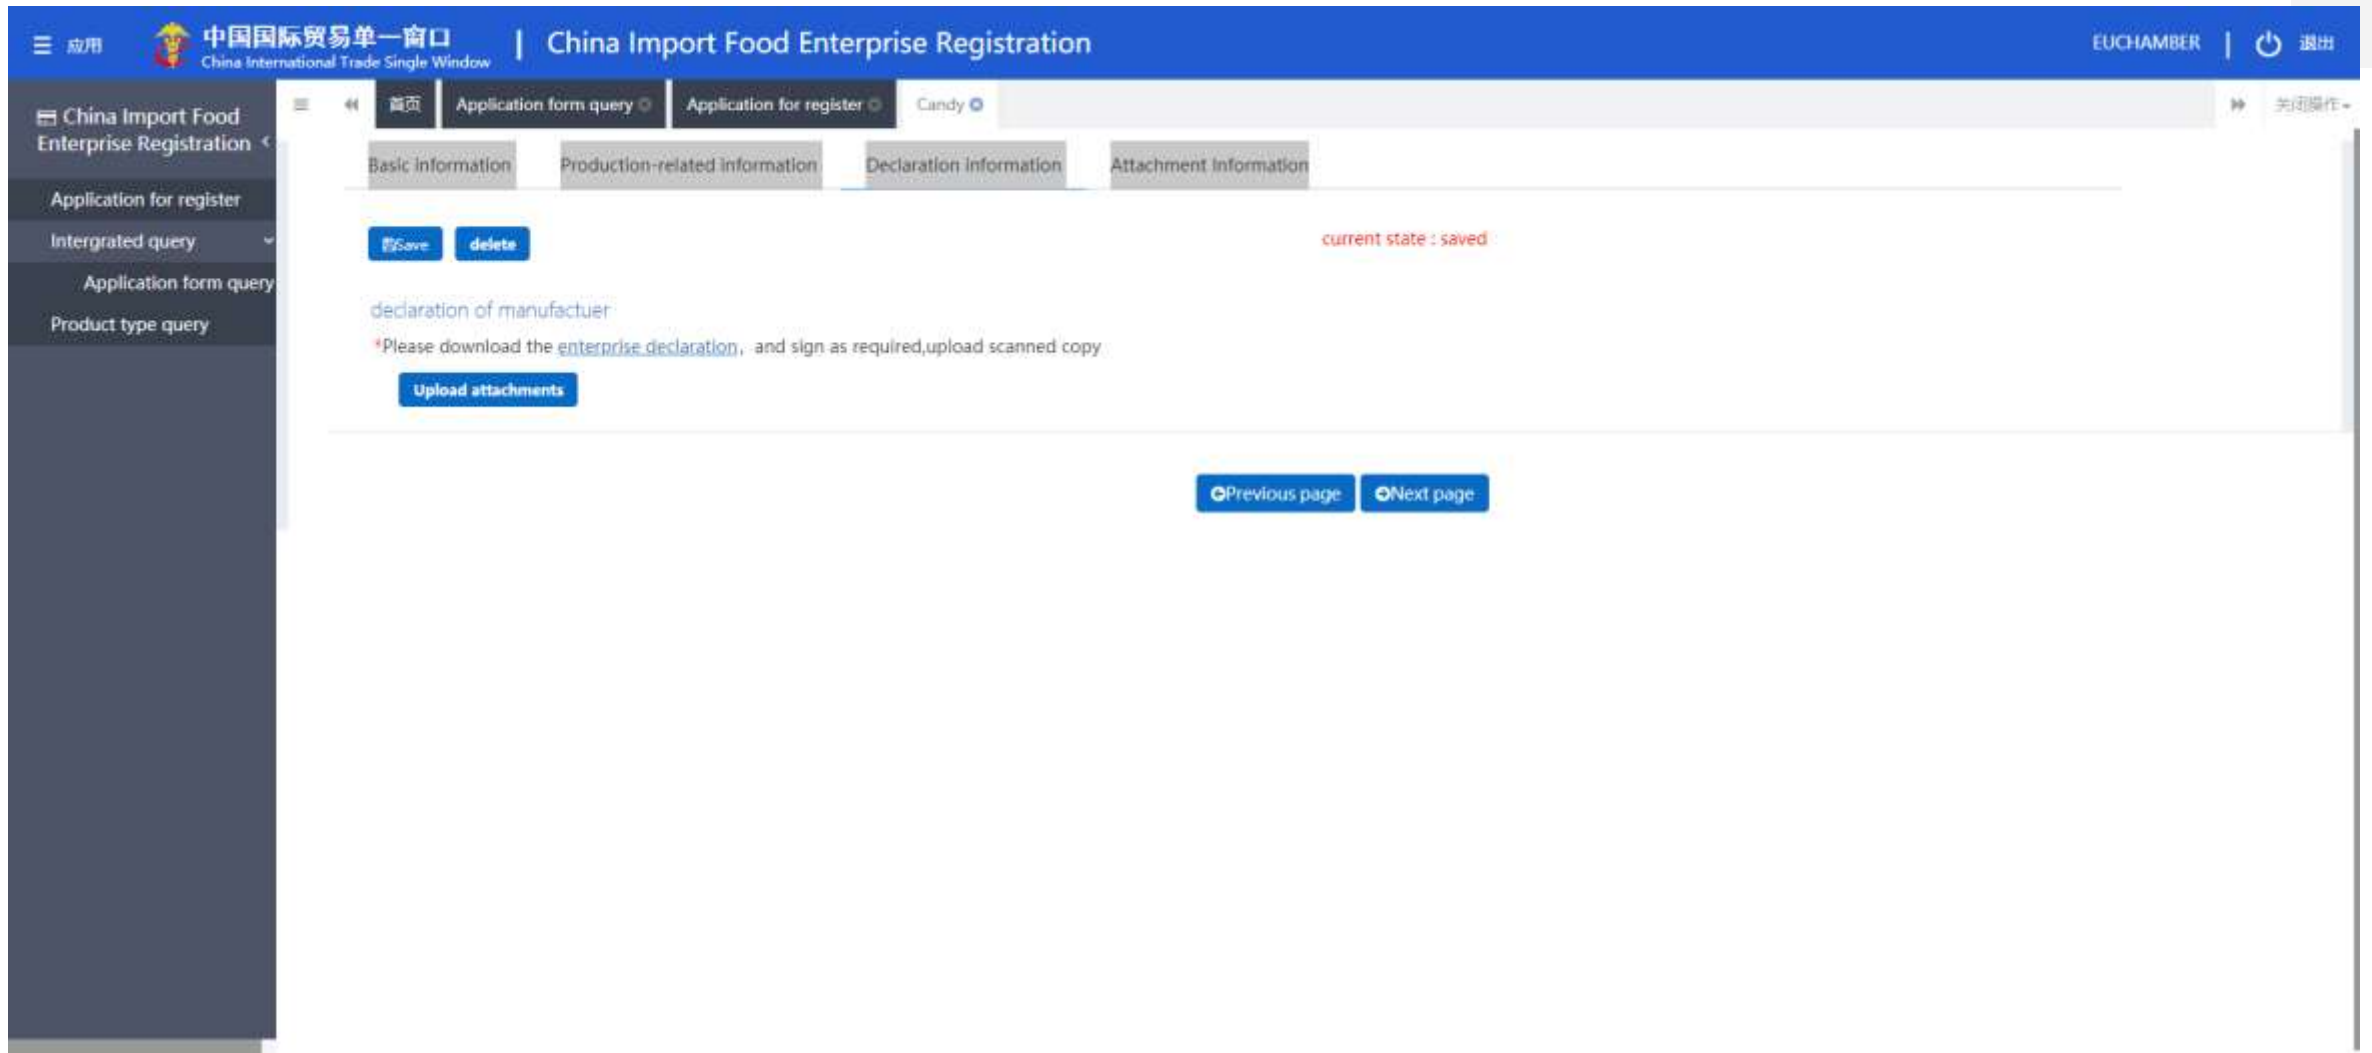 应用
中国国际贸易单一窗口
China International Trade Single Window
| China Import Food Enterprise Registration
EUCHAMBER | 退出
China Import Food
Enterprise Registration
首页 Application form query Application for register Candy 关闭操作
Application for register
Intergrated query
Application form query
Product type query
Basic information Production-related information Declaration information Attachment Information
Save delete current state : saved
declaration of manufactuer
*Please download the enterprise declaration，and sign as required,upload scanned copy
Upload attachments
Previous page Next page